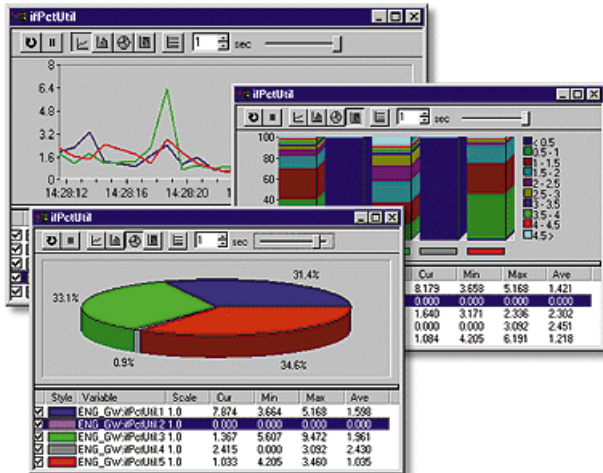 ifPctUtil
1 sec
8
6.4
4.8
3.2
1.6
0
14:28:12 14:28:16 14:28:20
ifPctUtil
1 sec
100
80
60
40
< 0.5
0.5 - 1
1 - 1.5
1.5 - 2
2 - 2.5
2.5 - 3
3 - 3.5
3.5 - 4
4 - 4.5
4.5 >
Cur Min Max Ave
8.179 3.658 5.168 1.421
0.000 0.000 0.000 0.000
1.640 3.171 2.336 2.302
0.000 0.000 3.092 2.451
1.084 4.205 6.191 1.218
ifPctUtil
1 sec
31.4%
33.1%
0.9%
34.6%
Style Variable Scale Cur Min Max Ave
ENG_GW:ifPctUtil.1 1.0 7.874 3.664 5.168 1.598
ENG_GW:ifPctUtil.2 1.0 0.000 0.000 0.000 0.000
ENG_GW:ifPctUtil.3 1.0 1.367 5.607 9.472 1.961
ENG_GW:ifPctUtil.4 1.0 2.415 0.000 3.092 2.430
ENG_GW:ifPctUtil.5 1.0 1.033 4.205 3.460 1.035